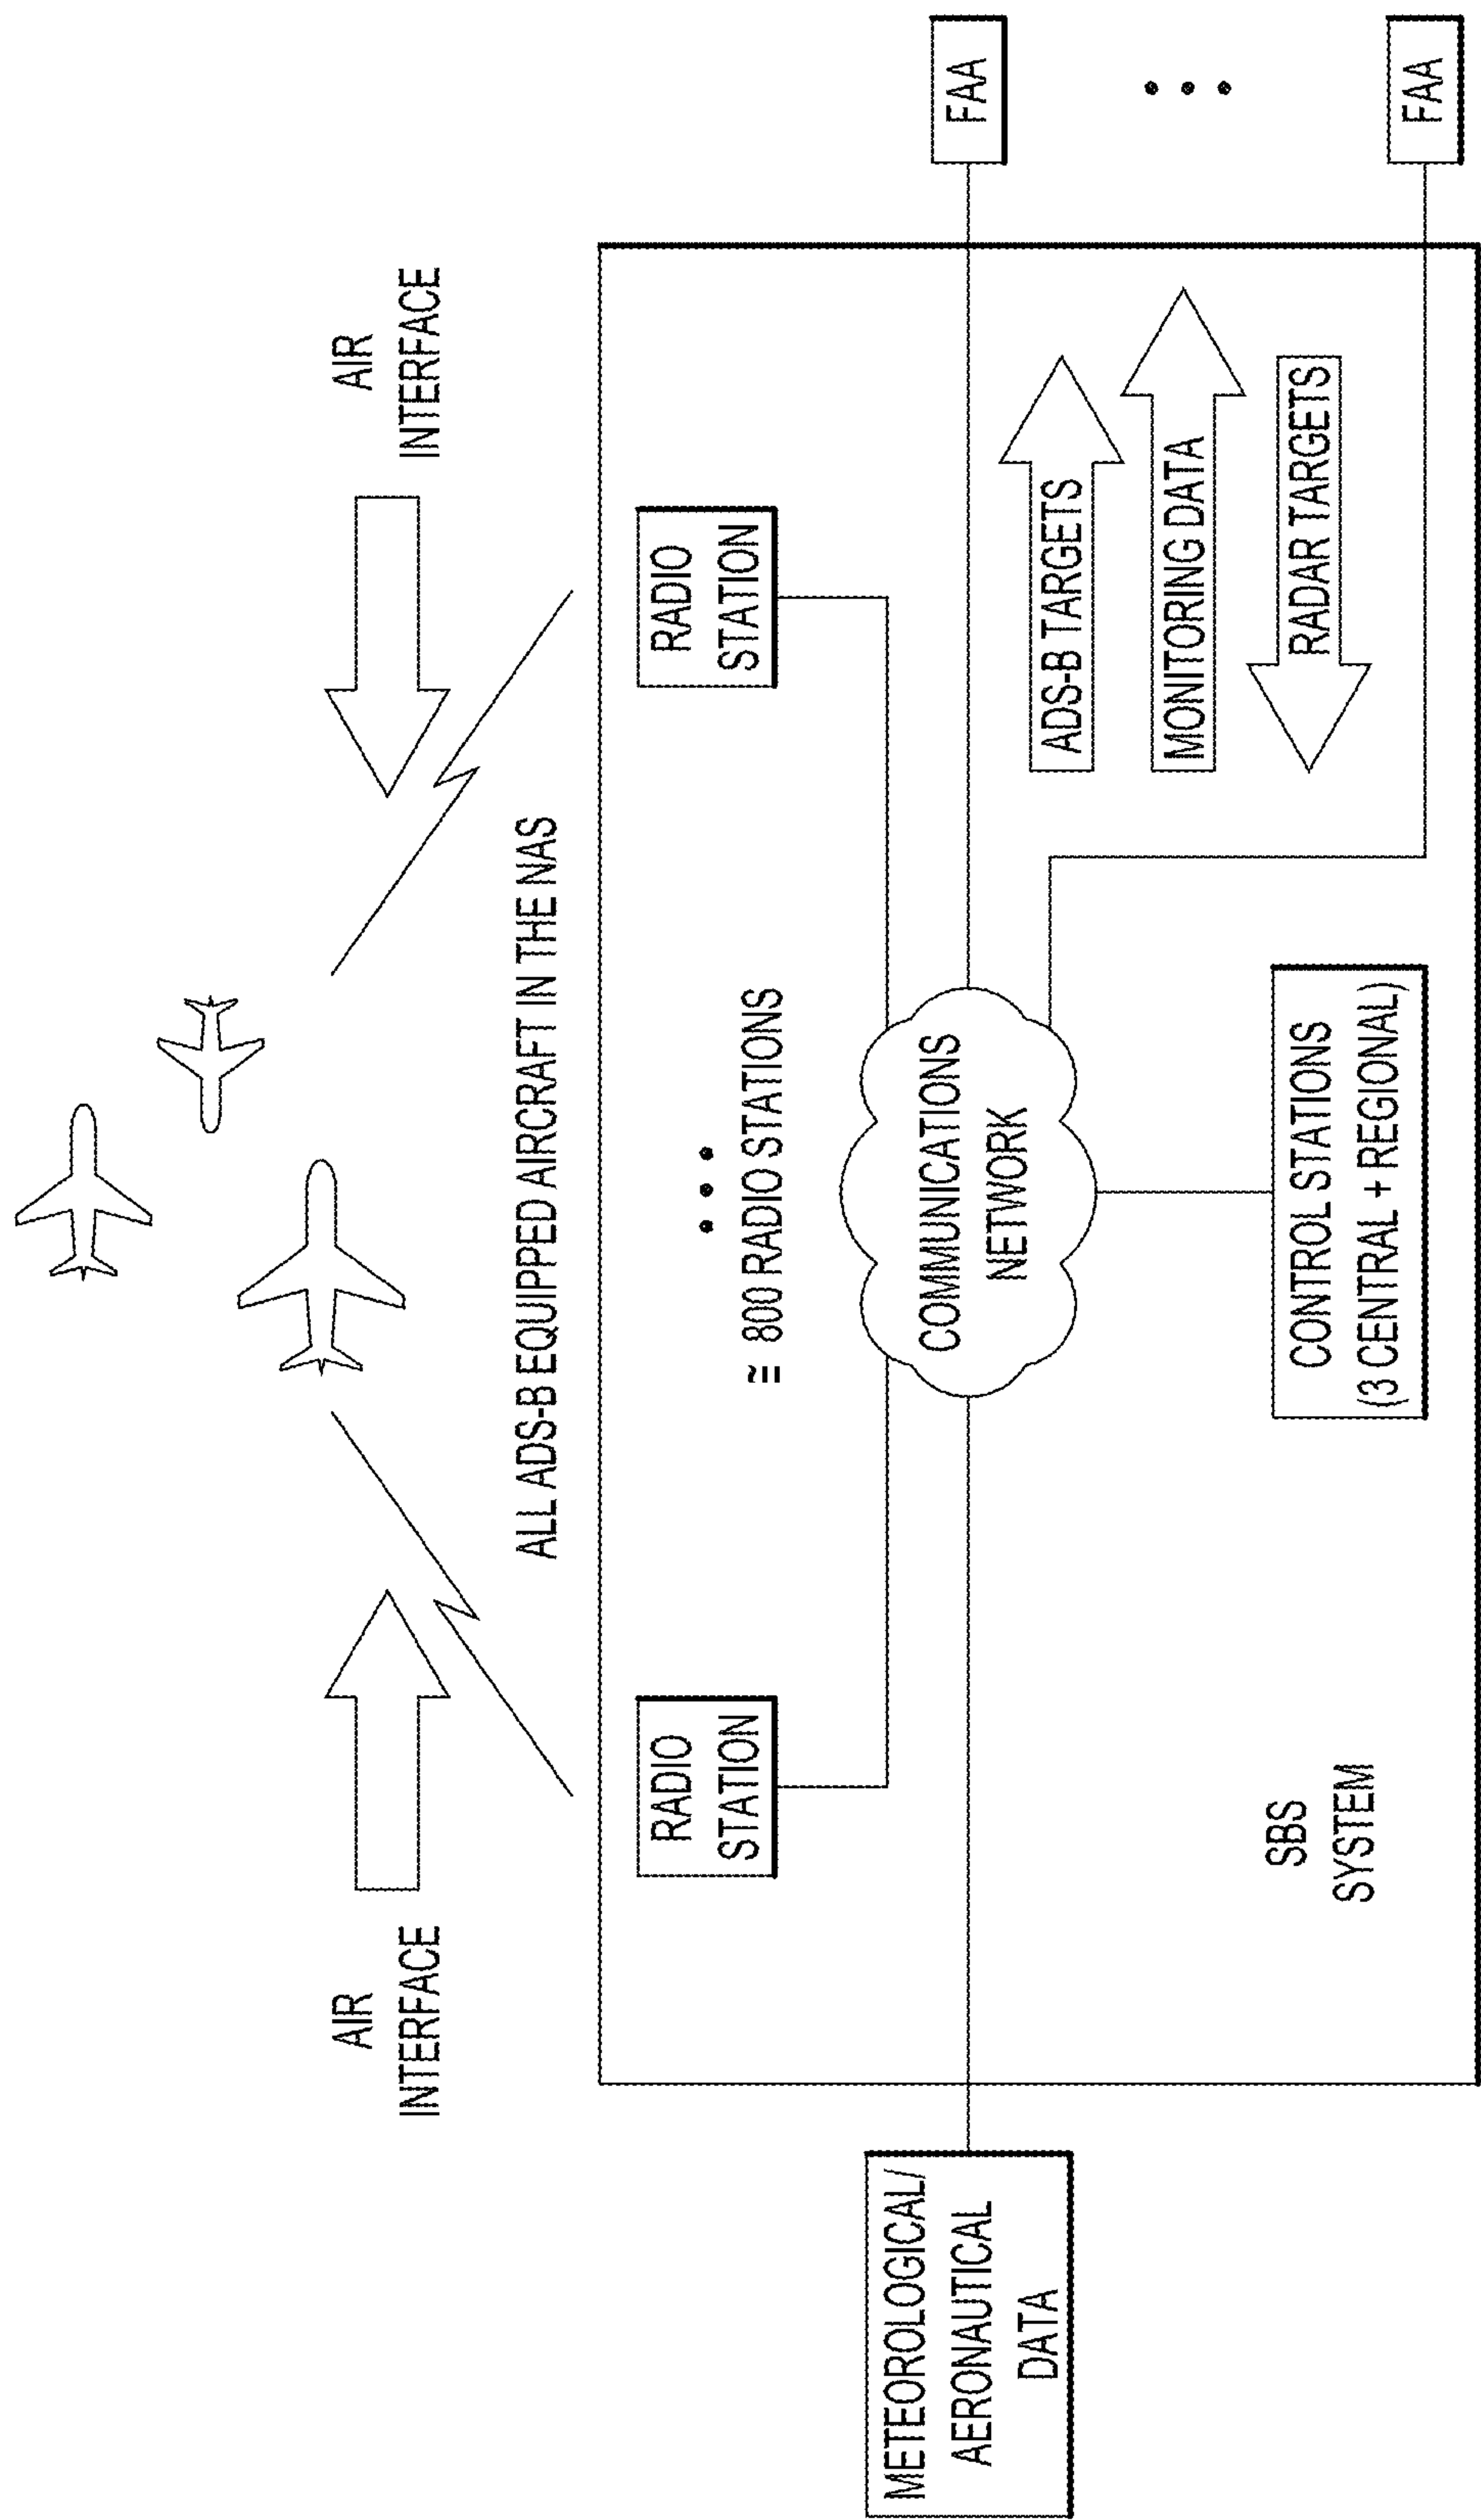 AIR
INTERFACE
AIR
INTERFACE
ALL ADS-B EQUIPPED AIRCRAFT IN THE NAS
RADIO
STATION
RADIO
STATION
≅ 800 RADIO STATIONS
METEOROLOGICAL/
AERONAUTICAL
DATA
COMMUNICATIONS
NETWORK
FAA
ADS-B TARGETS
MONITORING DATA
RADAR TARGETS
SBS
SYSTEM
CONTROL STATIONS
(3 CENTRAL + REGIONAL)
FAA